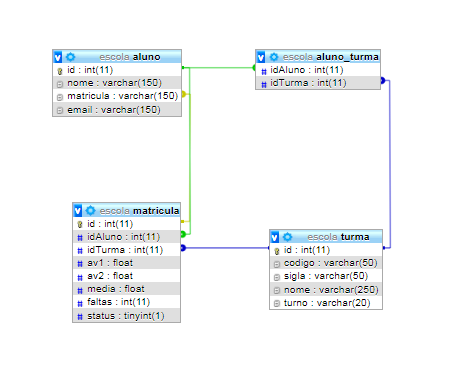 escola aluno
id : int(11)
nome : varchar(150)
matricula : varchar(150)
email : varchar(150)
escola aluno_turma
idAluno : int(11)
idTurma : int(11)
escola matricula
id : int(11)
idAluno : int(11)
idTurma : int(11)
av1 : float
av2 : float
media : float
faltas : int(11)
status : tinyint(1)
escola turma
id : int(11)
codigo : varchar(50)
sigla : varchar(50)
nome : varchar(250)
turno : varchar(20)